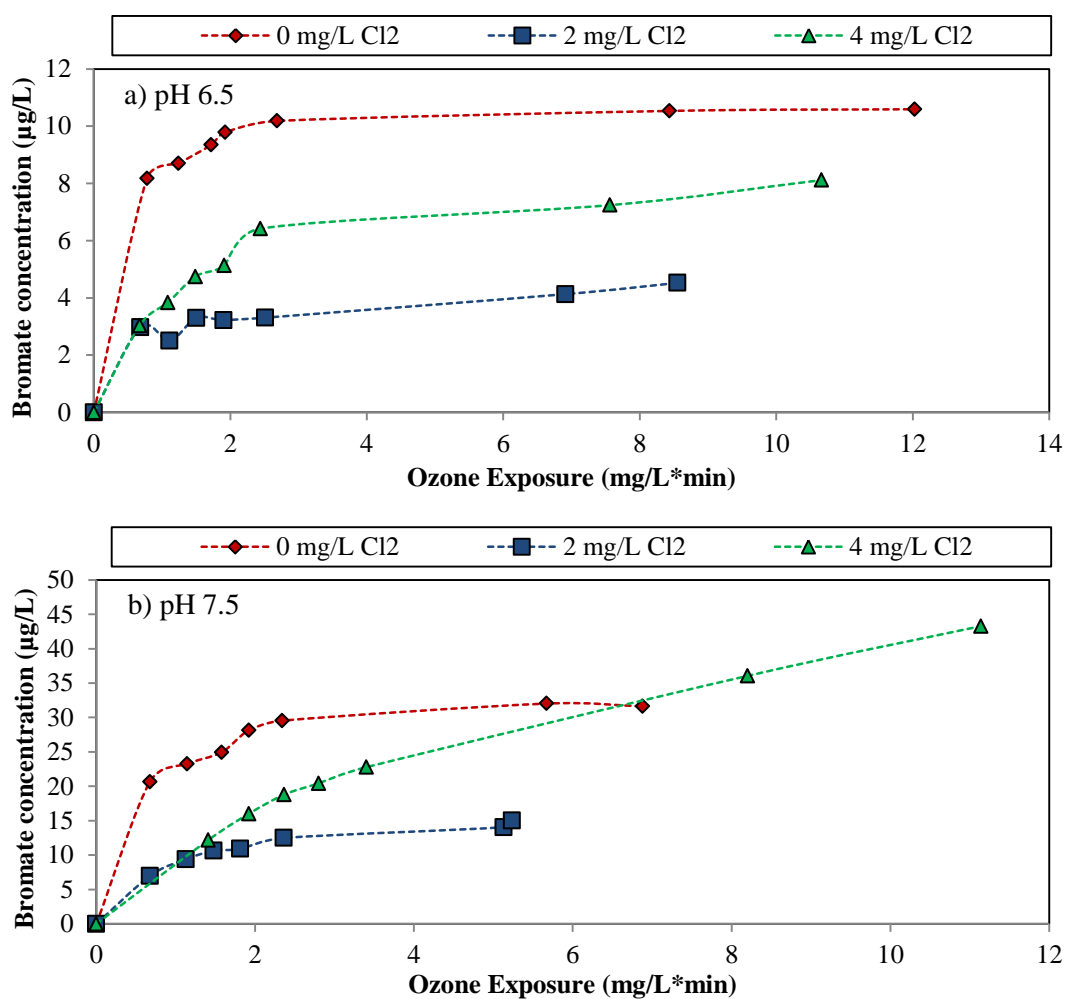 0 mg/L Cl2 2 mg/L Cl2 4 mg/L Cl2
a) pH 6.5
Bromate concentration (µg/L)
12
10
8
6
4
2
0
0 2 4 6 8 10 12 14
Ozone Exposure (mg/L*min)
0 mg/L Cl2 2 mg/L Cl2 4 mg/L Cl2
b) pH 7.5
Bromate concentration (µg/L)
50
45
40
35
30
25
20
15
10
5
0
0 2 4 6 8 10 12
Ozone Exposure (mg/L*min)